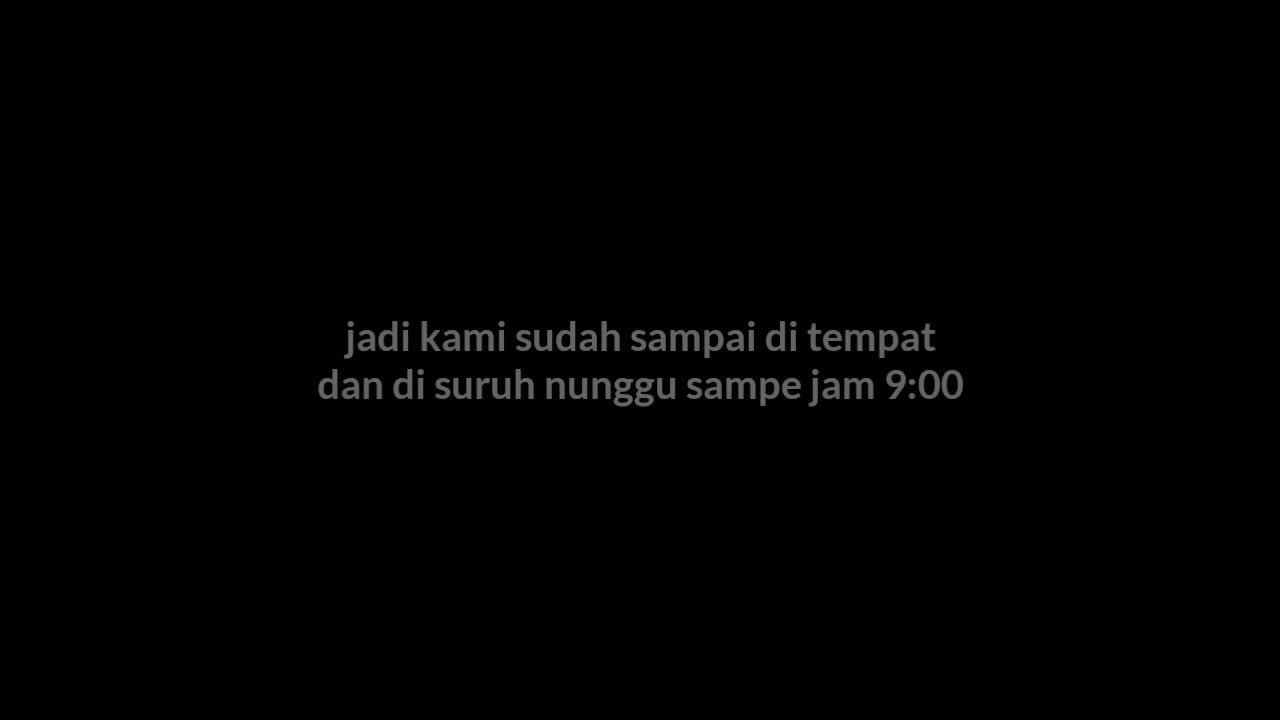 jadi kami sudah sampai di tempat
dan di suruh nunggu sampe jam 9:00